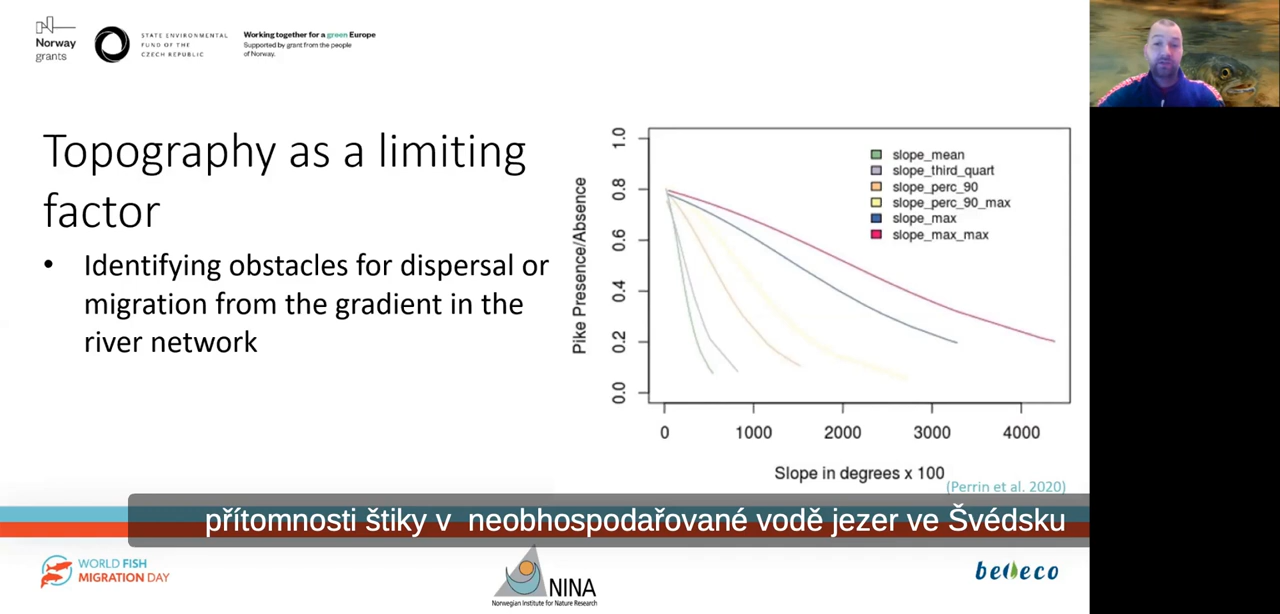 Norway
grants
STATE ENVIRONMENTAL
FUND OF THE
CZECH REPUBLIC
Working together for a green Europe
Supported by grant from the people
of Norway.
Topography as a limiting
factor
• Identifying obstacles for dispersal or
migration from the gradient in the
river network
Pike Presence/Absence
1.0
0.8
0.6
0.4
0.2
0.0
slope_mean
slope_third_quart
slope_perc_90
slope_perc_90_max
slope_max
slope_max_max
0 1000 2000 3000 4000
Slope in degrees x 100
(Perrin et al. 2020)
přítomnosti štiky v neobhospodařované vodě jezer ve Švédsku
WORLD FISH
MIGRATION DAY
NINA
Norwegian Institute for Nature Research
beleco